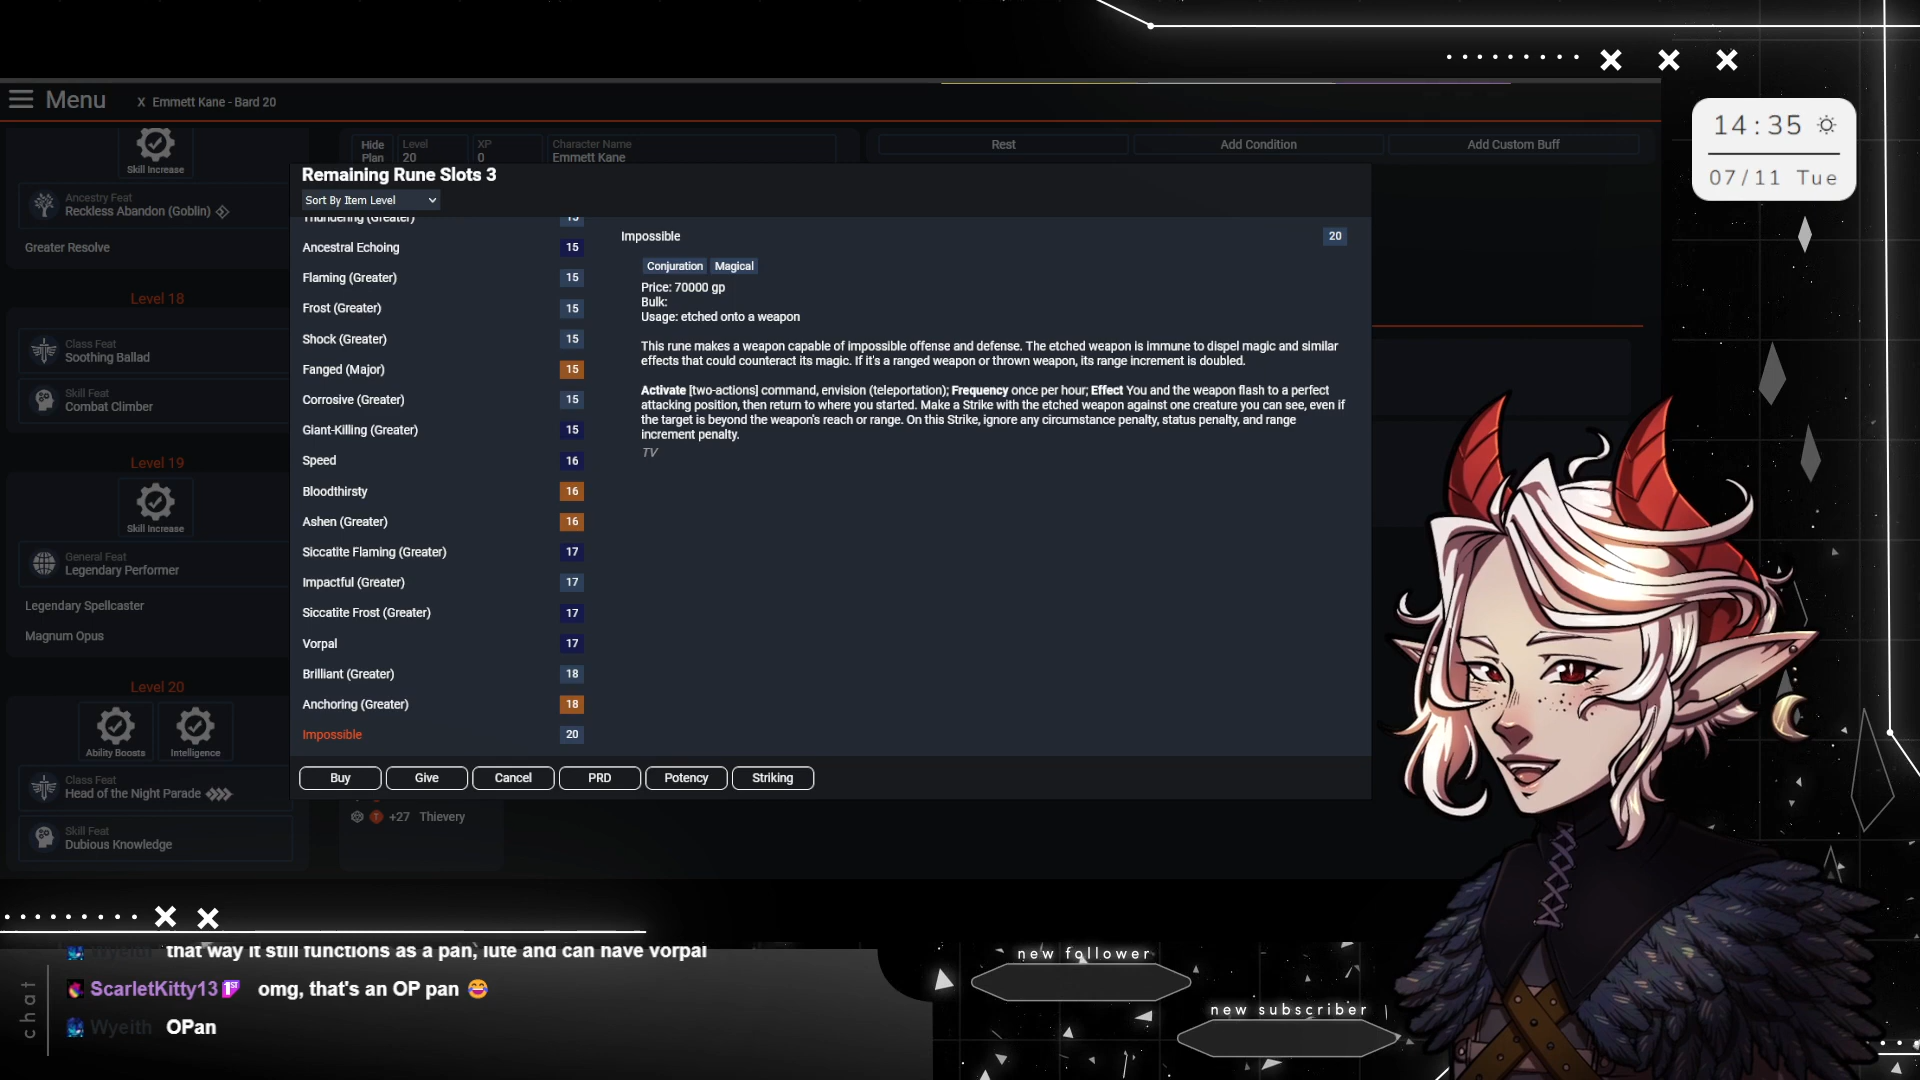 14:35
07/11 Tue
Menu
X Emmett Kane - Bard 20
Skill Increase
Ancestry Feat
Reckless Abandon (Goblin)
Greater Resolve
Level 18
Class Feat
Soothing Ballad
Skill Feat
Combat Climber
Level 19
Skill Increase
General Feat
Legendary Performer
Legendary Spellcaster
Magnum Opus
Level 20
Ability Boosts
Intelligence
Class Feat
Head of the Night Parade
Skill Feat
Dubious Knowledge
Hide Plan
Level
20
XP
0
Character Name
Emmett Kane
Rest
Add Condition
Add Custom Buff
Remaining Rune Slots 3
Sort By Item Level
Thundering (Greater) 15
Ancestral Echoing 15
Flaming (Greater) 15
Frost (Greater) 15
Shock (Greater) 15
Fanged (Major) 15
Corrosive (Greater) 15
Giant-Killing (Greater) 15
Speed 16
Bloodthirsty 16
Ashen (Greater) 16
Siccatite Flaming (Greater) 17
Impactful (Greater) 17
Siccatite Frost (Greater) 17
Vorpal 17
Brilliant (Greater) 18
Anchoring (Greater) 18
Impossible 20
Impossible 20
Conjuration Magical
Price: 70000 gp
Bulk:
Usage: etched onto a weapon
This rune makes a weapon capable of impossible offense and defense. The etched weapon is immune to dispel magic and similar
effects that could counteract its magic. If it's a ranged weapon or thrown weapon, its range increment is doubled.
Activate [two-actions] command, envision (teleportation); Frequency once per hour; Effect You and the weapon flash to a perfect
attacking position, then return to where you started. Make a Strike with the etched weapon against one creature you can see, even if
the target is beyond the weapon's reach or range. On this Strike, ignore any circumstance penalty, status penalty, and range
increment penalty.
TV
Buy Give Cancel PRD Potency Striking
+27 Thievery
chat
Wyeith that way it still functions as a pan, lute and can have vorpal
ScarletKitty13 1ST omg, that's an OP pan 😂
Wyeith OPan
new follower
new subscriber